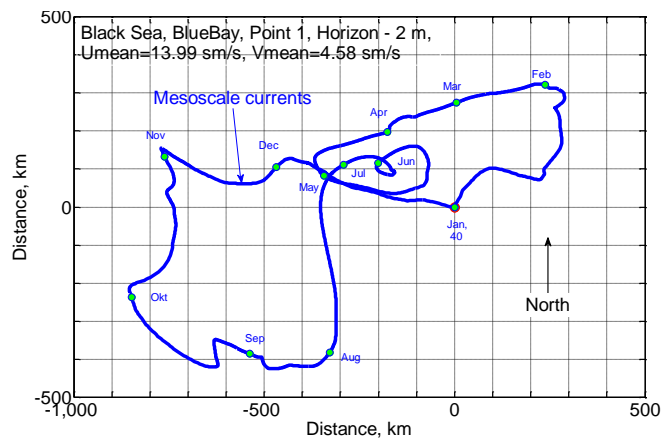 500
Black Sea, BlueBay, Point 1, Horizon - 2 m,
Umean=13.99 sm/s, Vmean=4.58 sm/s
Feb
Mar
Mesoscale currents
Apr
Nov
Dec
Jun
Jul
May
Distance, km
0
Jan,
40
Okt
North
Sep
Aug
-500
-1,000
-500
0
500
Distance, km